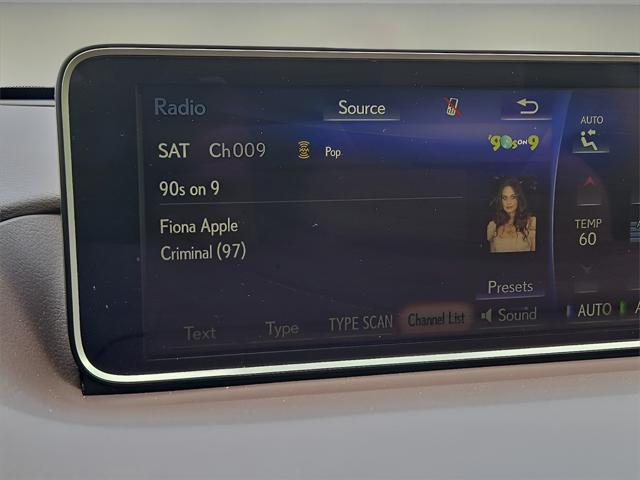 Radio
Source
AUTO
SAT Ch009 Pop
'90s ON 9
90s on 9
Fiona Apple
Criminal (97)
TEMP
60
Presets
Text Type TYPE SCAN Channel List Sound
AUTO